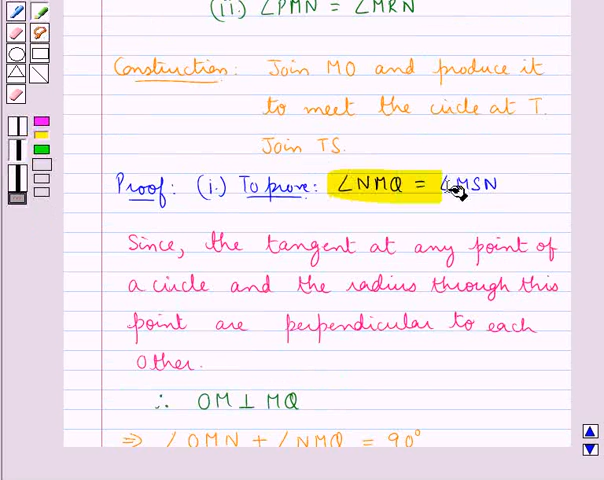 (ii) ∠PMN = ∠MRN
Construction: Join MO and produce it
to meet the circle at T.
Join TS.
Proof: (i.) To prove: ∠NMQ = ∠MSN
Since, the tangent at any point of
a circle and the radius through this
point are perpendicular to each
other.
∴ OM ⊥ MQ
⇒ ∠OMN + ∠NMQ = 90°